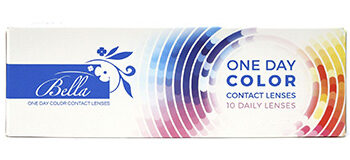 Bella
ONE DAY COLOR CONTACT LENSES
ONE DAY
COLOR
CONTACT LENSES
10 DAILY LENSES